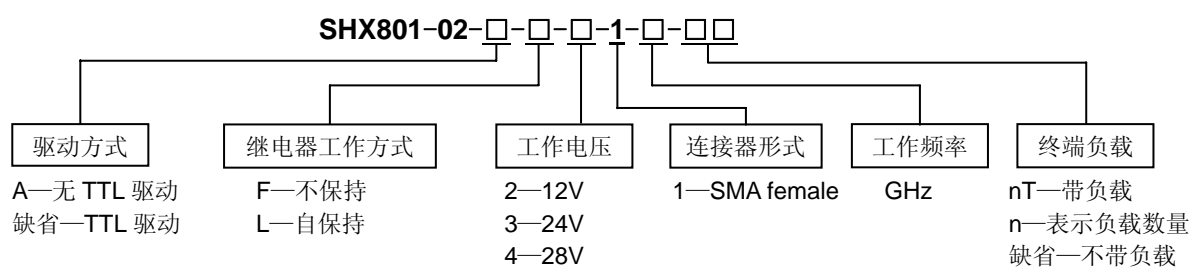 SHX801-02-□-□-□-1-□-□□
驱动方式 继电器工作方式 工作电压 连接器形式 工作频率 终端负载
A—无 TTL 驱动 F—不保持 2—12V 1—SMA female GHz nT—带负载
缺省—TTL 驱动 L—自保持 3—24V n—表示负载数量
4—28V 缺省—不带负载